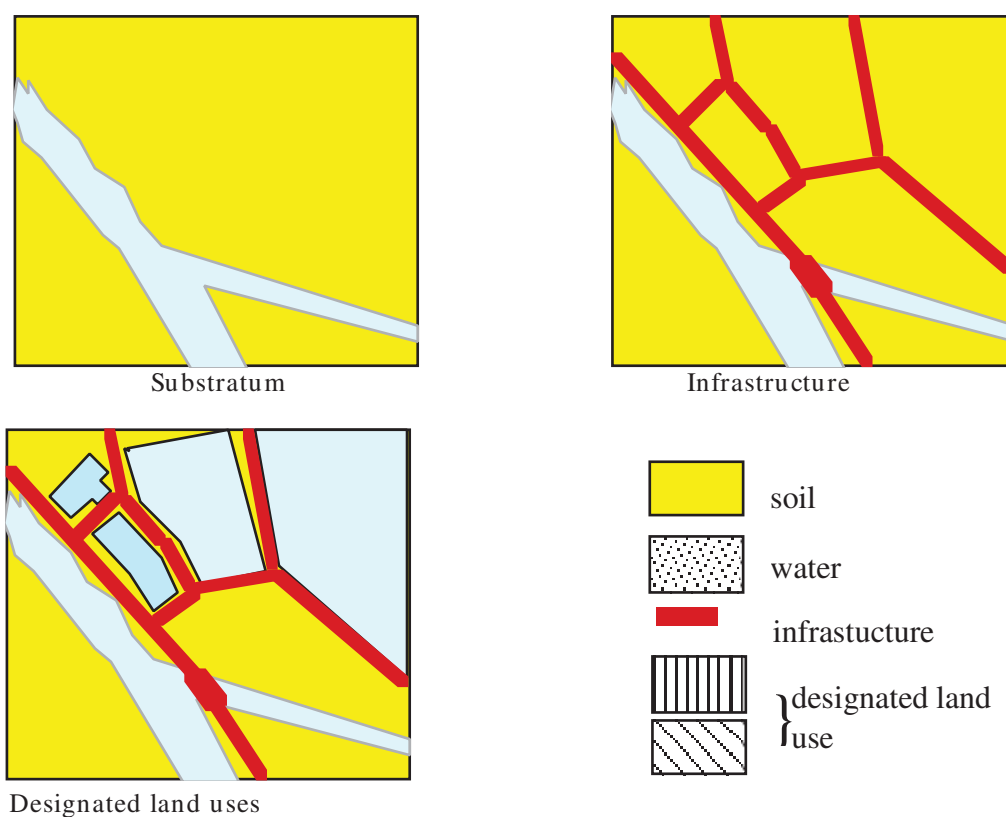 Substratum
Infrastructure
soil
water
infrastucture
designated land
use
Designated land uses